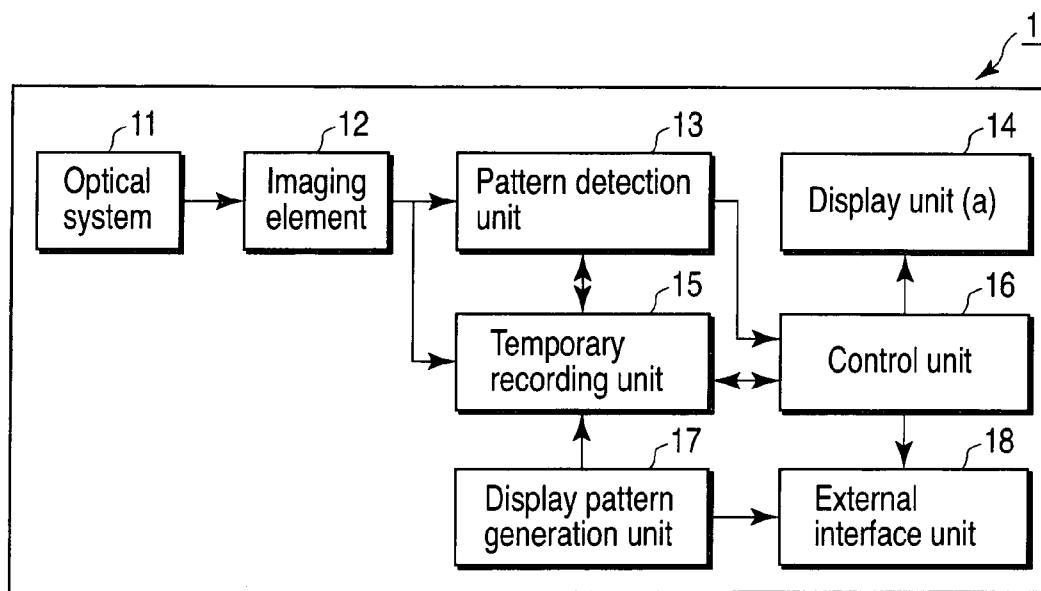 1
11
Optical
system
12
Imaging
element
13
Pattern detection
unit
14
Display unit (a)
15
Temporary
recording unit
16
Control unit
17
Display pattern
generation unit
18
External
interface unit